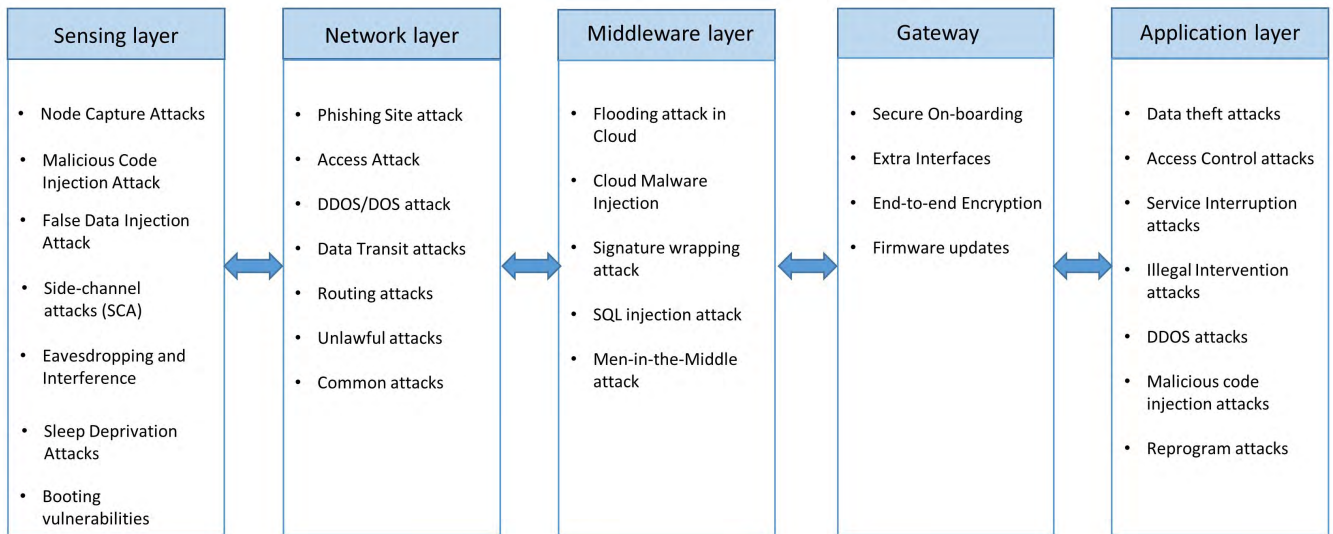 Sensing layer
Node Capture Attacks
Malicious Code
Injection Attack
False Data Injection
Attack
Side-channel
attacks (SCA)
Eavesdropping and
Interference
Sleep Deprivation
Attacks
Booting
vulnerabilities
Network layer
Phishing Site attack
Access Attack
DDOS/DOS attack
Data Transit attacks
Routing attacks
Unlawful attacks
Common attacks
Middleware layer
Flooding attack in
Cloud
Cloud Malware
Injection
Signature wrapping
attack
SQL injection attack
Men-in-the-Middle
attack
Gateway
Secure On-boarding
Extra Interfaces
End-to-end Encryption
Firmware updates
Application layer
Data theft attacks
Access Control attacks
Service Interruption
attacks
Illegal Intervention
attacks
DDOS attacks
Malicious code
injection attacks
Reprogram attacks